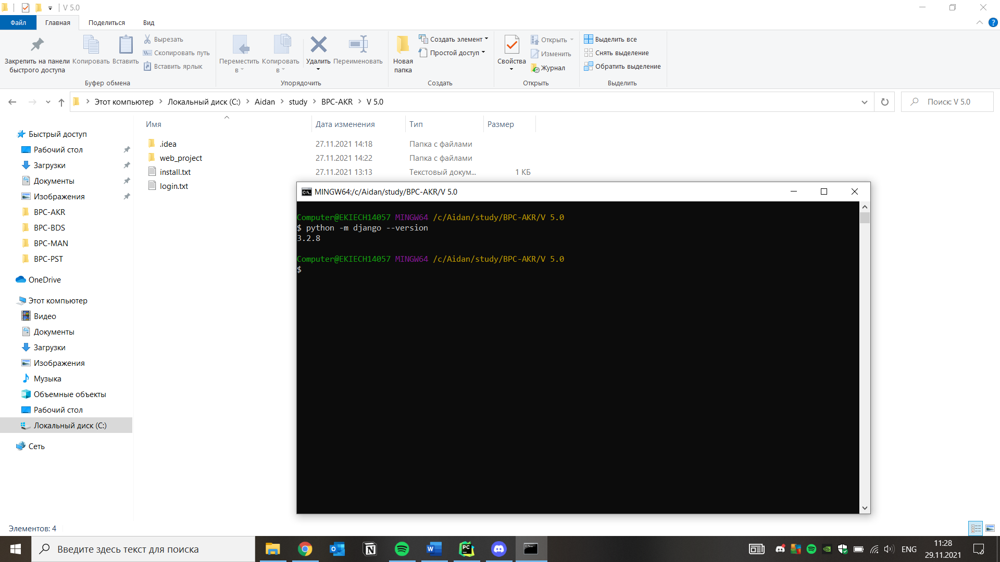 V 5.0
Файл
Главная
Поделиться
Вид
Закрепить на панели
быстрого доступа
Копировать
Вставить
Вырезать
Скопировать путь
Вставить ярлык
Буфер обмена
Переместить
в
Копировать
в
Удалить
Переименовать
Упорядочить
Новая
папка
Создать элемент
Простой доступ
Создать
Свойства
Открыть
Изменить
Журнал
Открыть
Выделить все
Снять выделение
Обратить выделение
Выделить
Этот компьютер
Локальный диск (C:)
Aidan
study
BPC-AKR
V 5.0
Поиск: V 5.0
Имя
Дата изменения
Тип
Размер
.idea 27.11.2021 14:18 Папка с файлами
web_project 27.11.2021 14:22 Папка с файлами
install.txt 27.11.2021 13:13 Текстовый докум... 1 КБ
login.txt
Быстрый доступ
Рабочий стол
Загрузки
Документы
Изображения
BPC-AKR
BPC-BDS
BPC-MAN
BPC-PST
OneDrive
Этот компьютер
Видео
Документы
Загрузки
Изображения
Музыка
Объемные объекты
Рабочий стол
Локальный диск (C:)
Сеть
MINGW64:/c/Aidan/study/BPC-AKR/V 5.0
Computer@EKIECH14057 MINGW64 /c/Aidan/study/BPC-AKR/V 5.0
$ python -m django --version
3.2.8
Computer@EKIECH14057 MINGW64 /c/Aidan/study/BPC-AKR/V 5.0
$
Элементов: 4
Введите здесь текст для поиска
ENG
11:28
29.11.2021